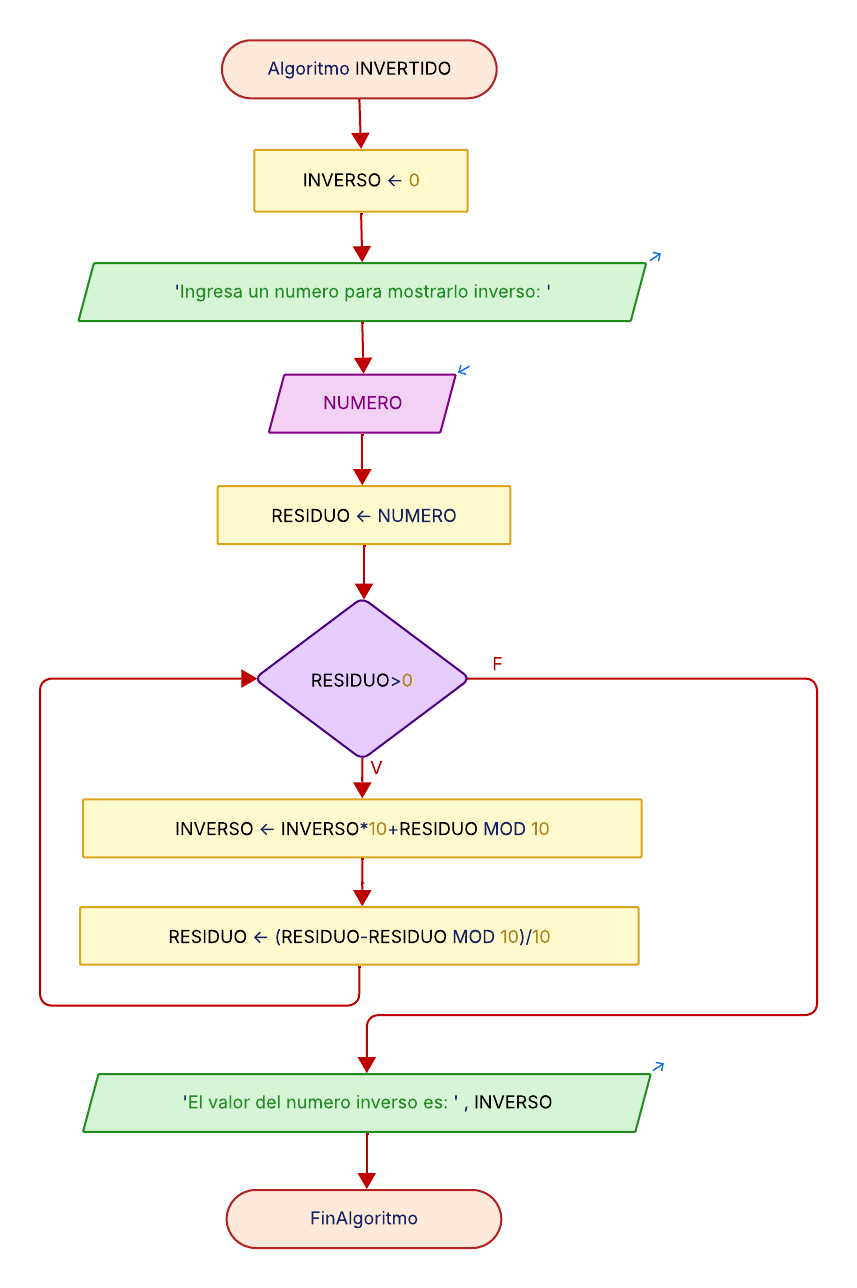 Algoritmo INVERTIDO
INVERSO ← 0
'Ingresa un numero para mostrarlo inverso: '
NUMERO
RESIDUO ← NUMERO
RESIDUO>0
F
V
INVERSO ← INVERSO*10+RESIDUO MOD 10
RESIDUO ← (RESIDUO-RESIDUO MOD 10)/10
'El valor del numero inverso es: ' , INVERSO
FinAlgoritmo